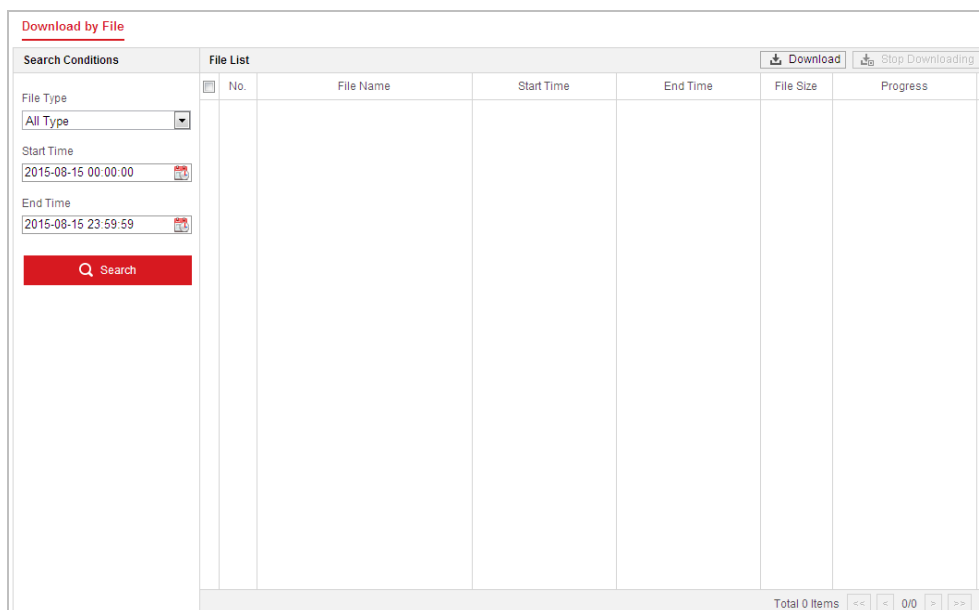 Download by File
Search Conditions
File List
Download
Stop Downloading
File Type
All Type
Start Time
2015-08-15 00:00:00
End Time
2015-08-15 23:59:59
Search
No.
File Name
Start Time
End Time
File Size
Progress
Total 0 Items << < 0/0 > >>